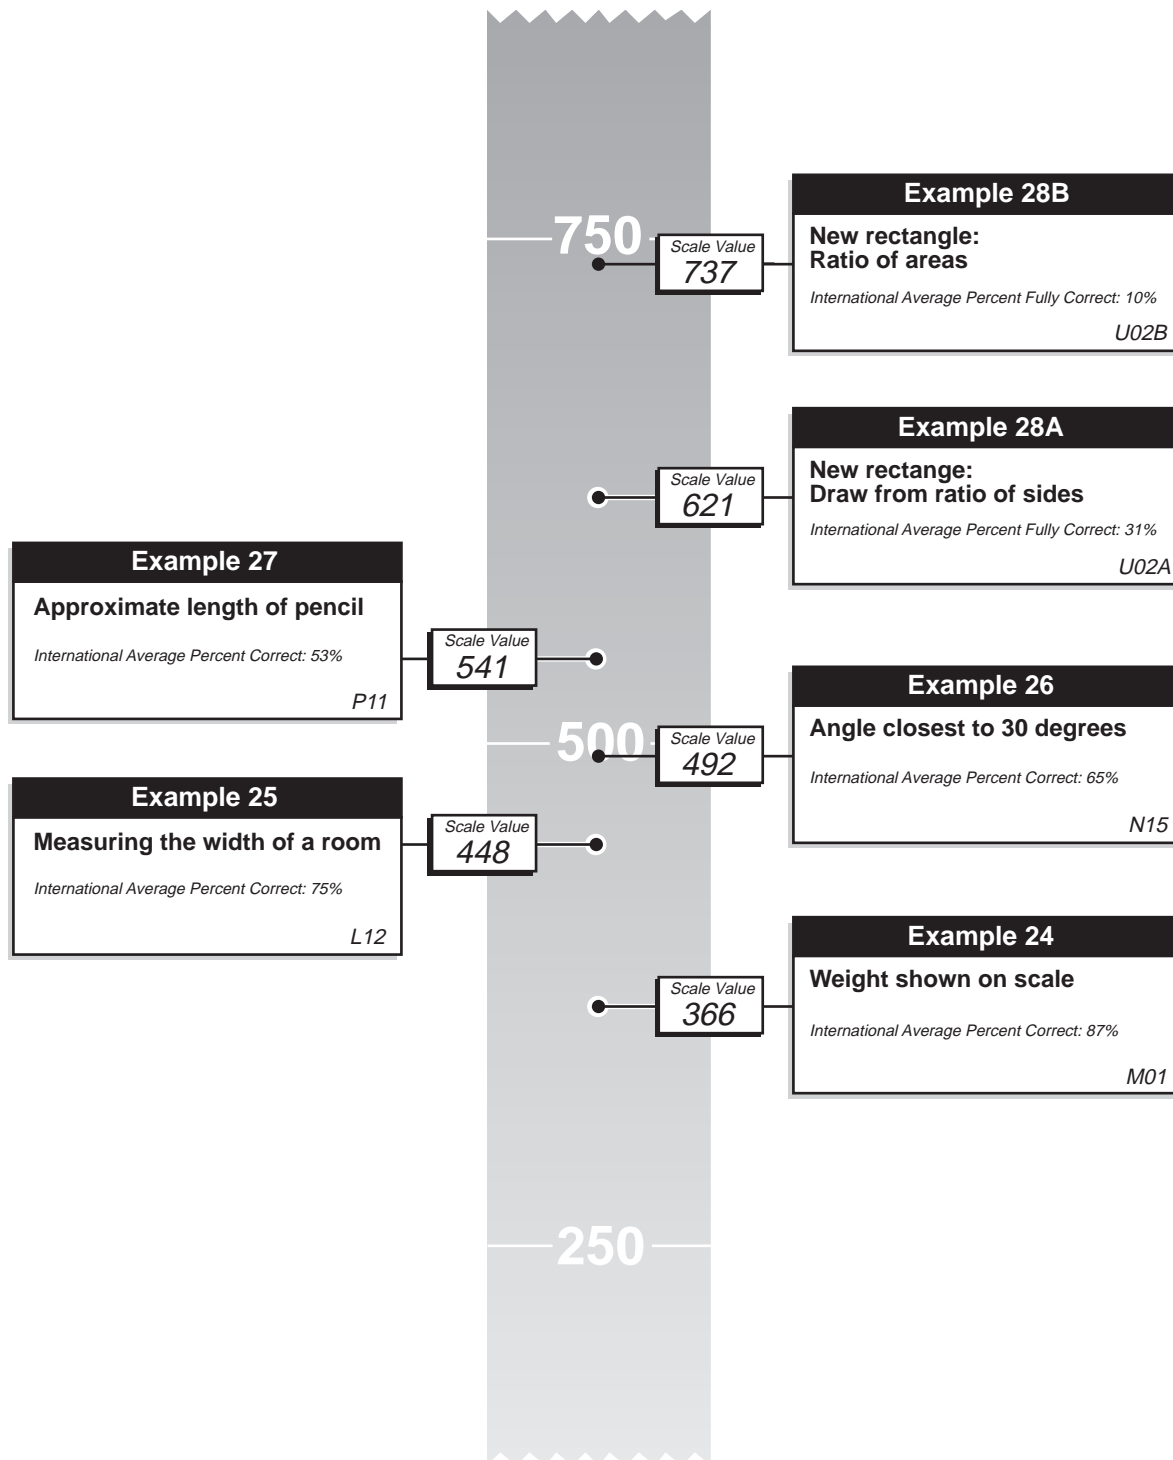 Example 28B
750
Scale Value
737
New rectangle:
Ratio of areas
International Average Percent Fully Correct: 10%
U02B
Example 28A
Scale Value
621
New rectange:
Draw from ratio of sides
International Average Percent Fully Correct: 31%
U02A
Example 27
Approximate length of pencil
International Average Percent Correct: 53%
P11
Scale Value
541
Example 26
500
Scale Value
492
Angle closest to 30 degrees
International Average Percent Correct: 65%
N15
Example 25
Measuring the width of a room
International Average Percent Correct: 75%
L12
Scale Value
448
Example 24
Scale Value
366
Weight shown on scale
International Average Percent Correct: 87%
M01
250